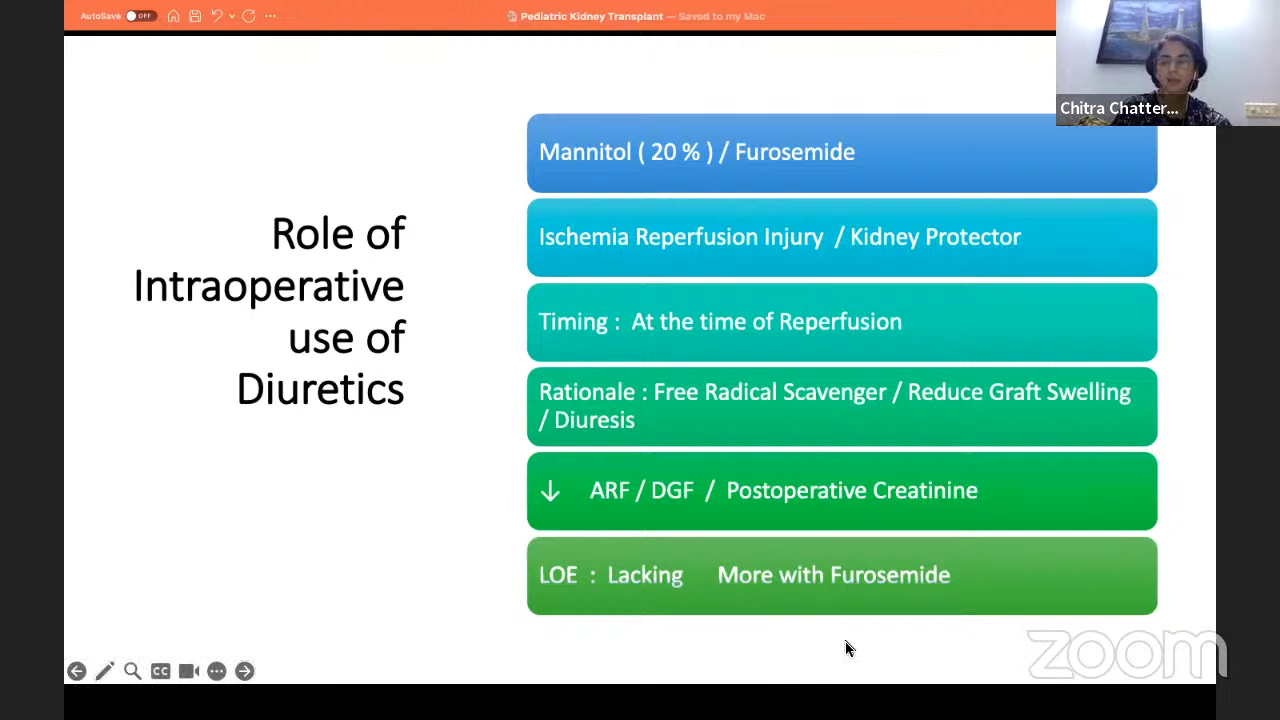 AutoSave OFF
Pediatric Kidney Transplant — Saved to my Mac
Chitra Chatter...
Role of
Intraoperative
use of
Diuretics
Mannitol ( 20 % ) / Furosemide
Ischemia Reperfusion Injury / Kidney Protector
Timing : At the time of Reperfusion
Rationale : Free Radical Scavenger / Reduce Graft Swelling
/ Diuresis
↓ ARF / DGF / Postoperative Creatinine
LOE : Lacking More with Furosemide
CC
zoom